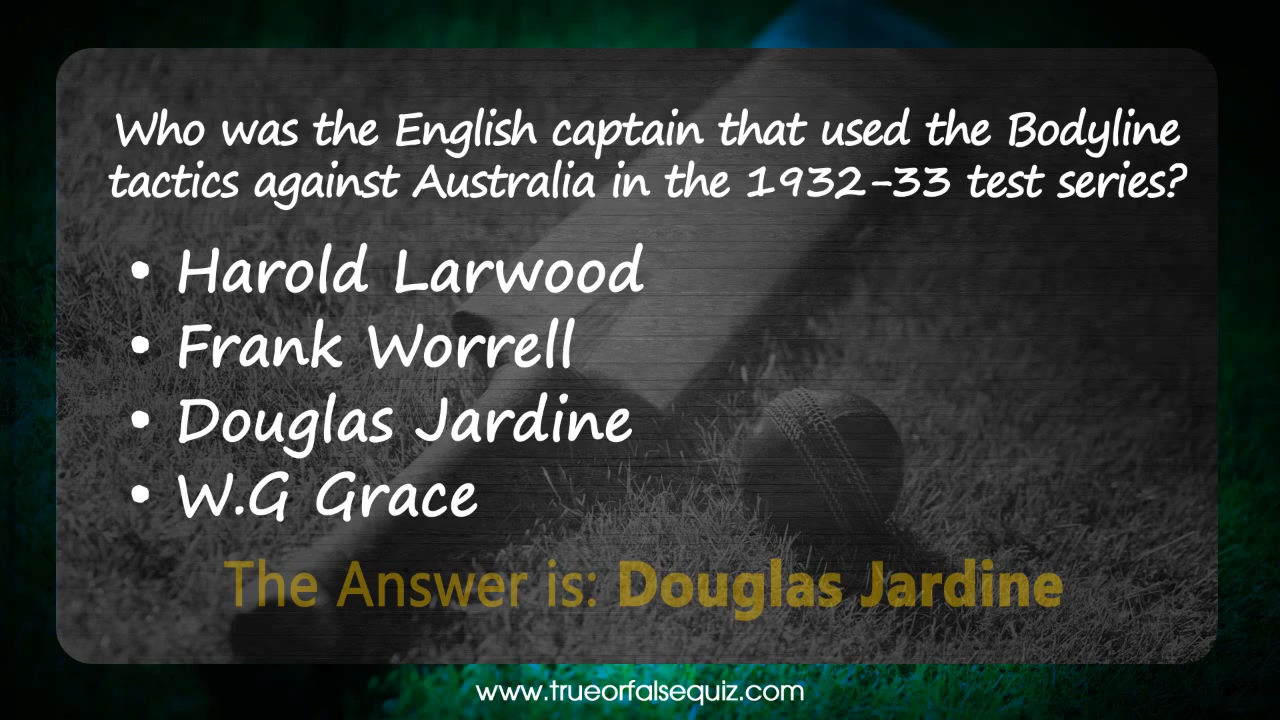 Who was the English captain that used the Bodyline
tactics against Australia in the 1932-33 test series?
• Harold Larwood
• Frank Worrell
• Douglas Jardine
• W.G Grace
The Answer is: Douglas Jardine
www.trueorfalsequiz.com